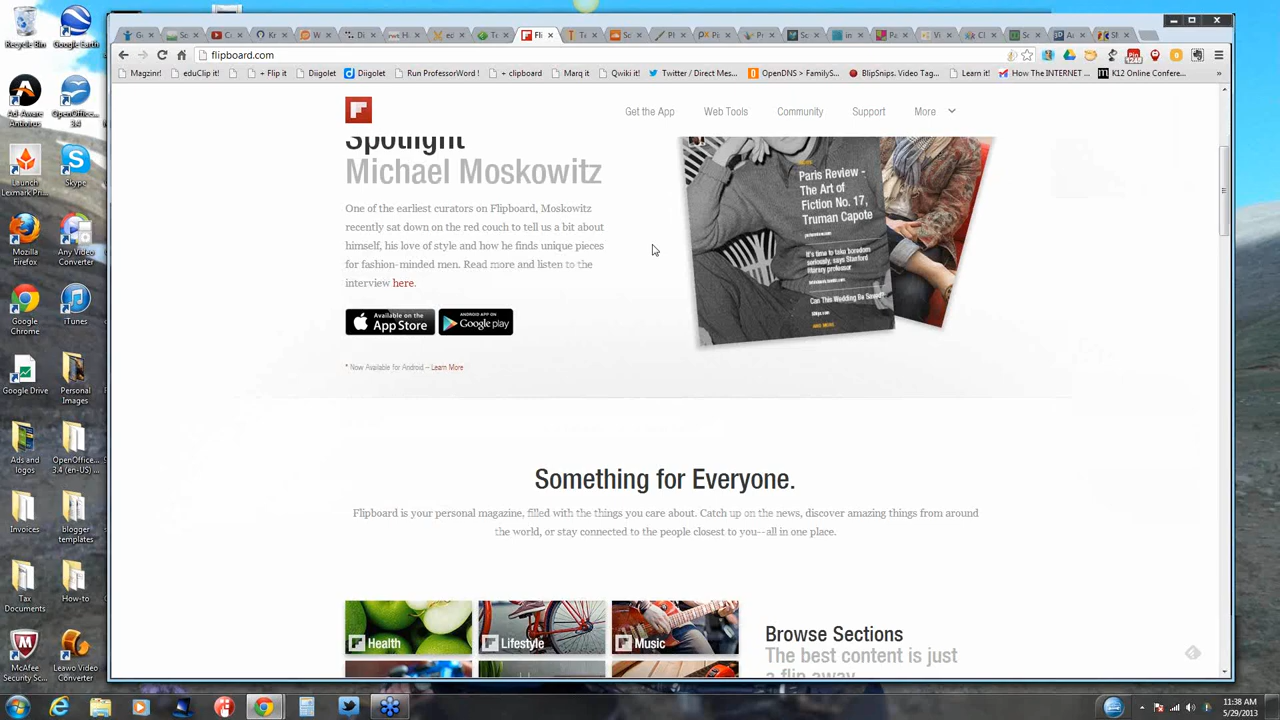 Recycle Bin
Google Earth
Ad-Aware Antivirus
OpenOffice... 3.4
Launch Lexmark Pri...
Skype
Mozilla Firefox
Any Video Converter
Google Chrome
iTunes
Google Drive
Personal Images
Ads and logos
OpenOffice... 3.4 (en-US) ...
Invoices
blogger templates
Tax Documents
How-to
McAfee Security Sc...
Leawo Video Converter
flipboard.com
Magzinr!
eduClip it!
+ Flip it
Diigolet
Diigolet
Run ProfessorWord !
+ clipboard
Marq it
Qwiki it!
Twitter / Direct Mes...
OpenDNS > FamilyS...
BlipSnips. Video Tag...
Learn it!
How The INTERNET ...
K12 Online Confere...
»
Get the App
Web Tools
Community
Support
More
Spotlight
Michael Moskowitz
One of the earliest curators on Flipboard, Moskowitz
recently sat down on the red couch to tell us a bit about
himself, his love of style and how he finds unique pieces
for fashion-minded men. Read more and listen to the
interview here.
Available on the
App Store
ANDROID APP ON
Google play
* Now Available for Android – Learn More
Paris Review -
The Art of
Fiction No. 17,
Truman Capote
It's time to take boredom
seriously, says Stanford
literary professor
Can This Wedding Be Saved?
Something for Everyone.
Flipboard is your personal magazine, filled with the things you care about. Catch up on the news, discover amazing things from around
the world, or stay connected to the people closest to you--all in one place.
Health
Lifestyle
Music
Browse Sections
The best content is just
a flip away
11:38 AM
5/29/2013